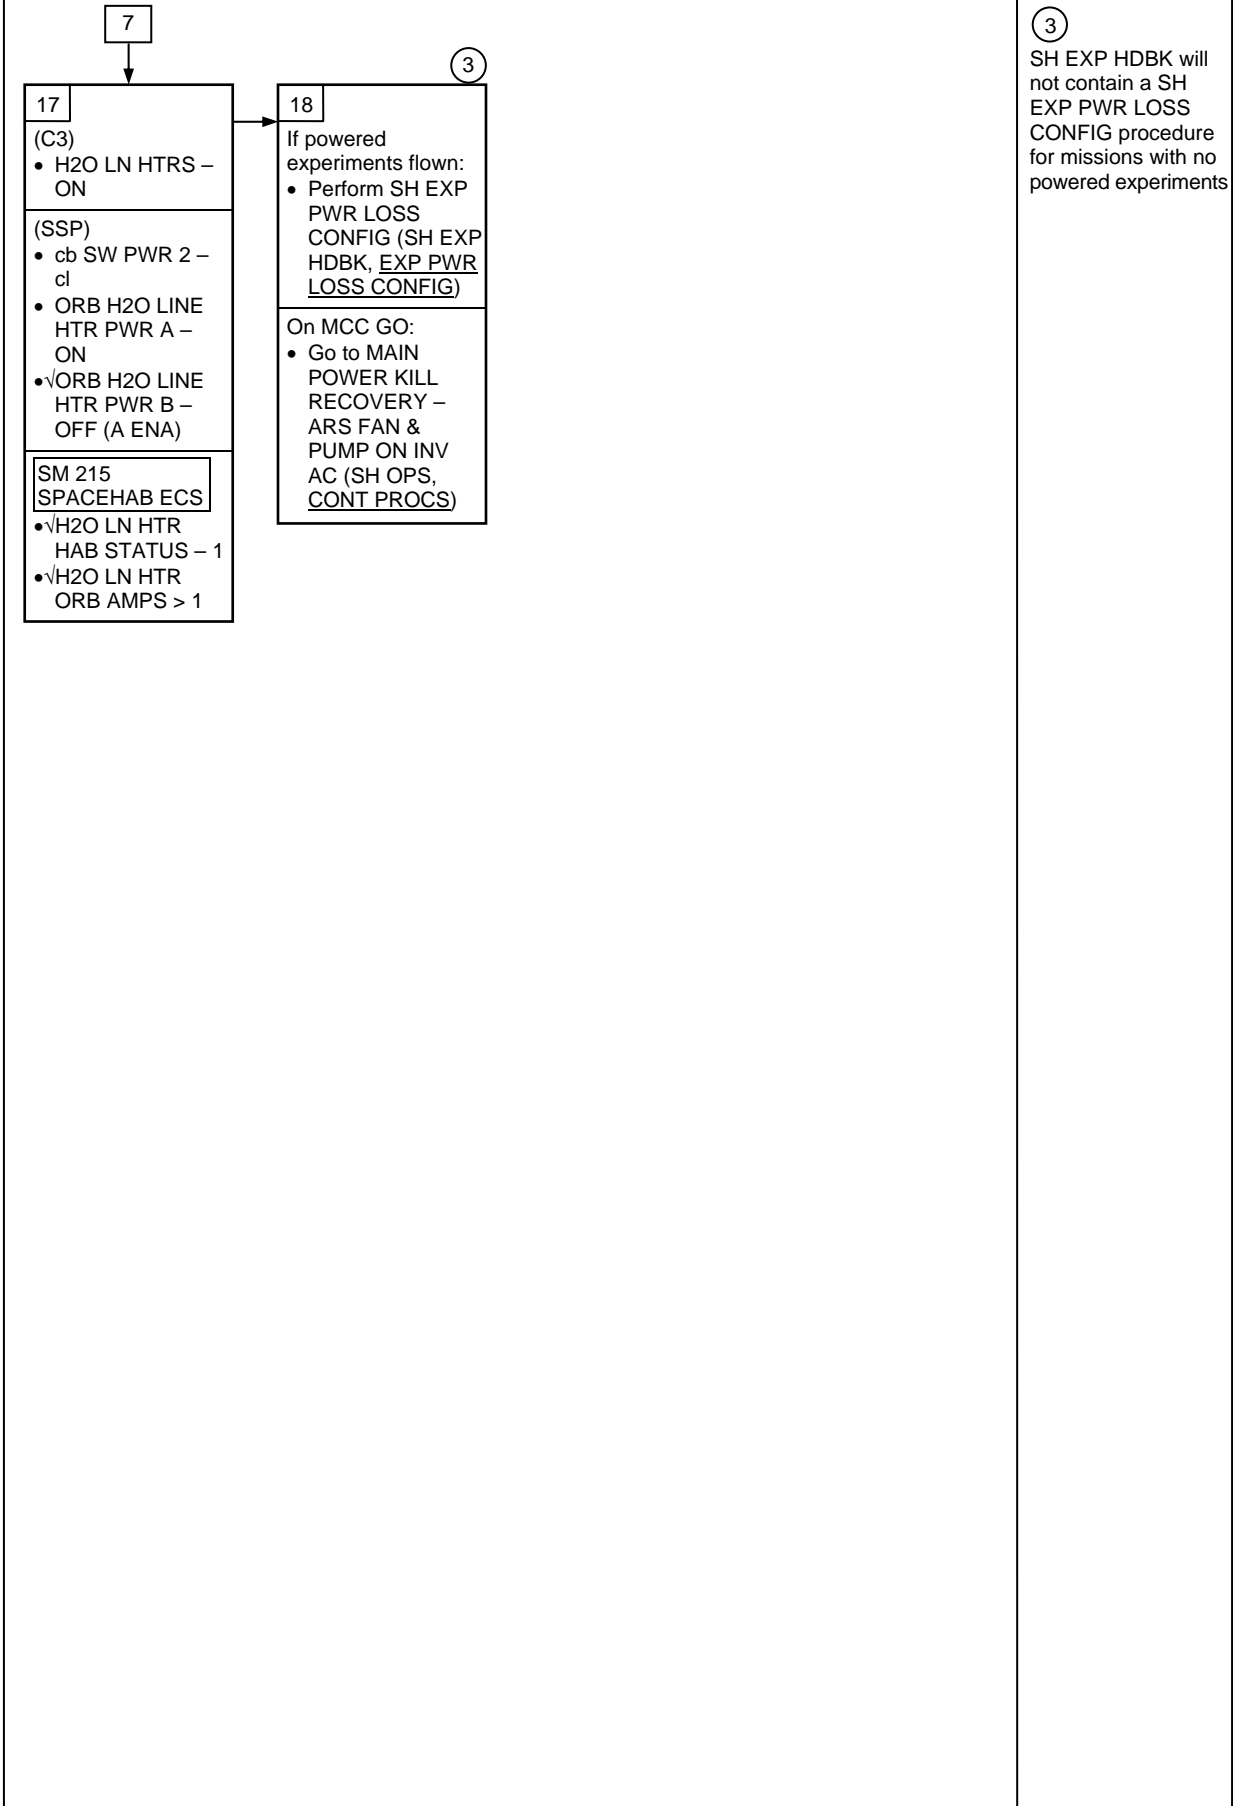 7
17
(C3)
• H2O LN HTRS –
ON
(SSP)
• cb SW PWR 2 –
cl
• ORB H2O LINE
HTR PWR A –
ON
•√ORB H2O LINE
HTR PWR B –
OFF (A ENA)
SM 215
SPACEHAB ECS
•√H2O LN HTR
HAB STATUS – 1
•√H2O LN HTR
ORB AMPS > 1
3
18
If powered
experiments flown:
• Perform SH EXP
PWR LOSS
CONFIG (SH EXP
HDBK, EXP PWR
LOSS CONFIG)
On MCC GO:
• Go to MAIN
POWER KILL
RECOVERY –
ARS FAN &
PUMP ON INV
AC (SH OPS,
CONT PROCS)
3
SH EXP HDBK will
not contain a SH
EXP PWR LOSS
CONFIG procedure
for missions with no
powered experiments